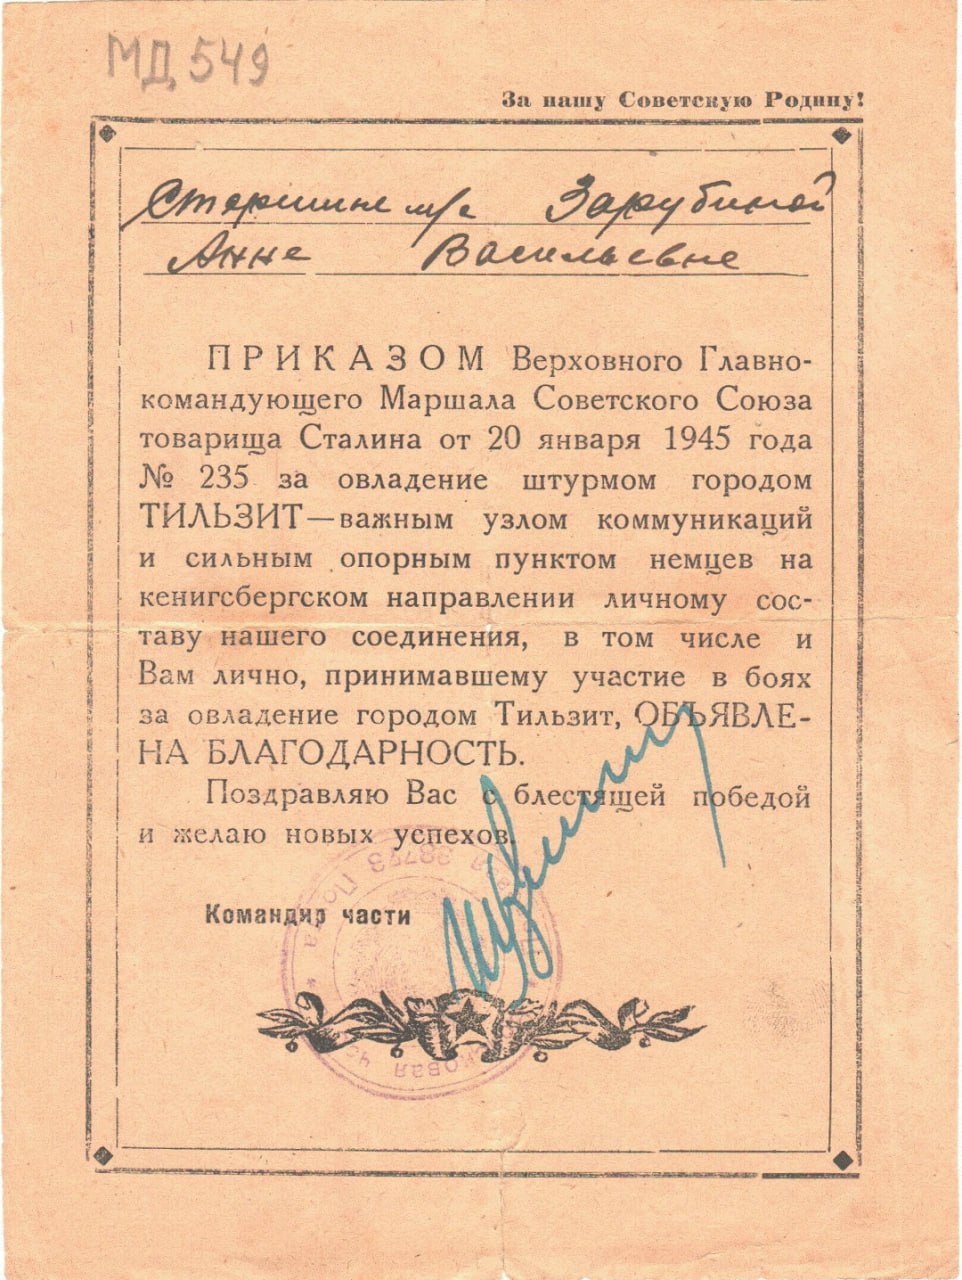 МД 549
За нашу Советскую Родину!
Старшине м/с Зарубиной
Анне Васильевне
ПРИКАЗОМ Верховного Главно-
командующего Маршала Советского Союза
товарища Сталина от 20 января 1945 года
№ 235 за овладение штурмом городом
ТИЛЬЗИТ—важным узлом коммуникаций
и сильным опорным пунктом немцев на
кенигсбергском направлении личному сос-
таву нашего соединения, в том числе и
Вам лично, принимавшему участие в боях
за овладение городом Тильзит, ОБЪЯВЛЕ-
НА БЛАГОДАРНОСТЬ.
Поздравляю Вас с блестящей победой
и желаю новых успехов.
Командир части